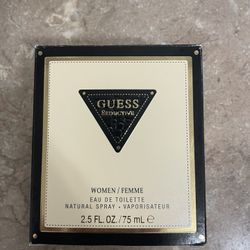 GUESS
SEDUCTIVE
WOMEN / FEMME
EAU DE TOILETTE
NATURAL SPRAY • VAPORISATEUR
2.5 FL. OZ. / 75 mL ℮